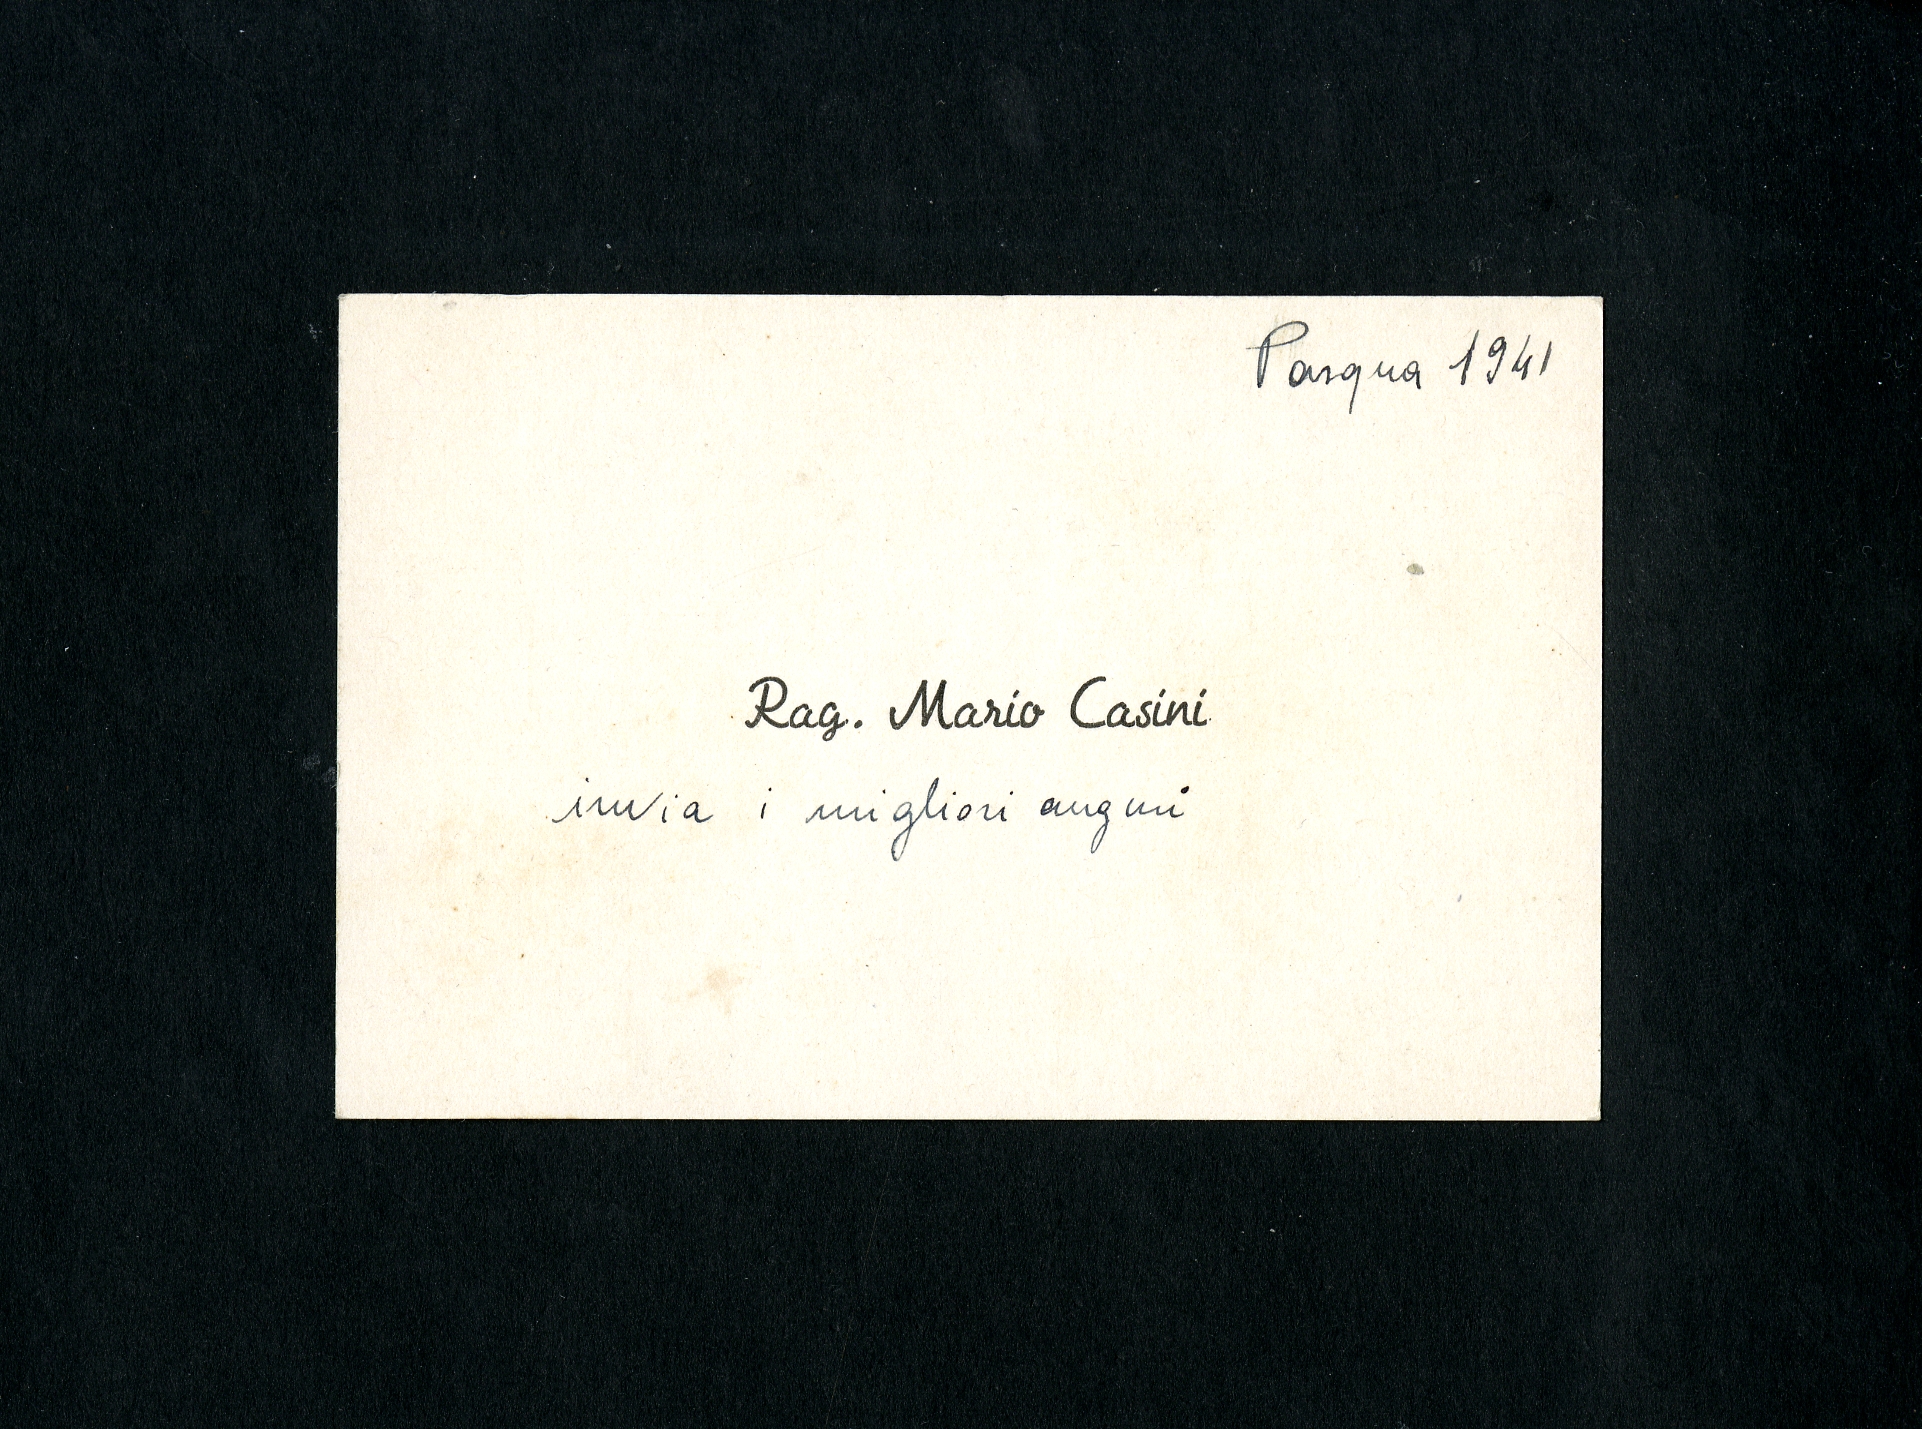 Pasqua 1941
Rag. Mario Casini
invia i migliori auguri